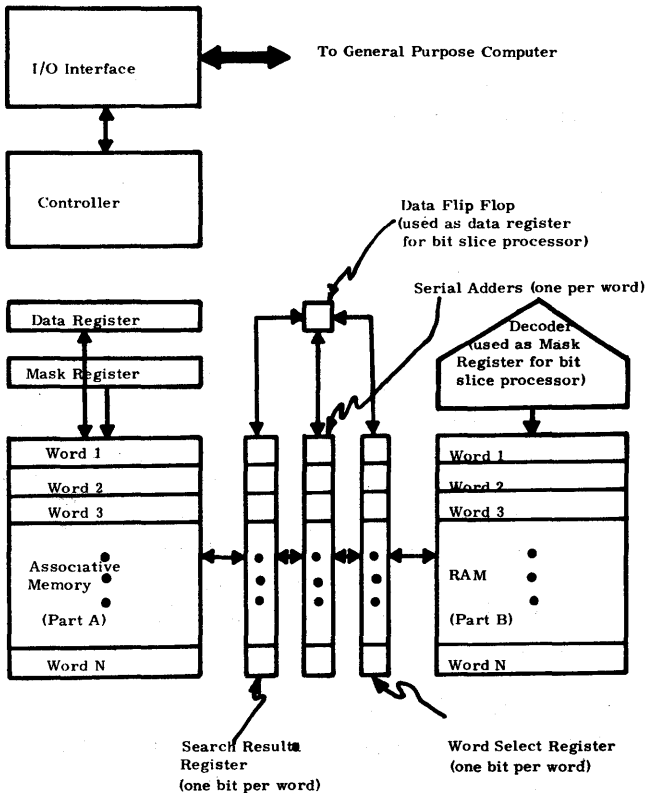 I/O Interface
To General Purpose Computer
Controller
Data Flip Flop
(used as data register
for bit slice processor)
Serial Adders (one per word)
Data Register
Mask Register
Decoder
(used as Mask
Register for bit
slice processor)
Word 1
Word 2
Word 3
Associative
Memory
(Part A)
Word N
Word 1
Word 2
Word 3
RAM
(Part B)
Word N
Search Results
Register
(one bit per word)
Word Select Register
(one bit per word)